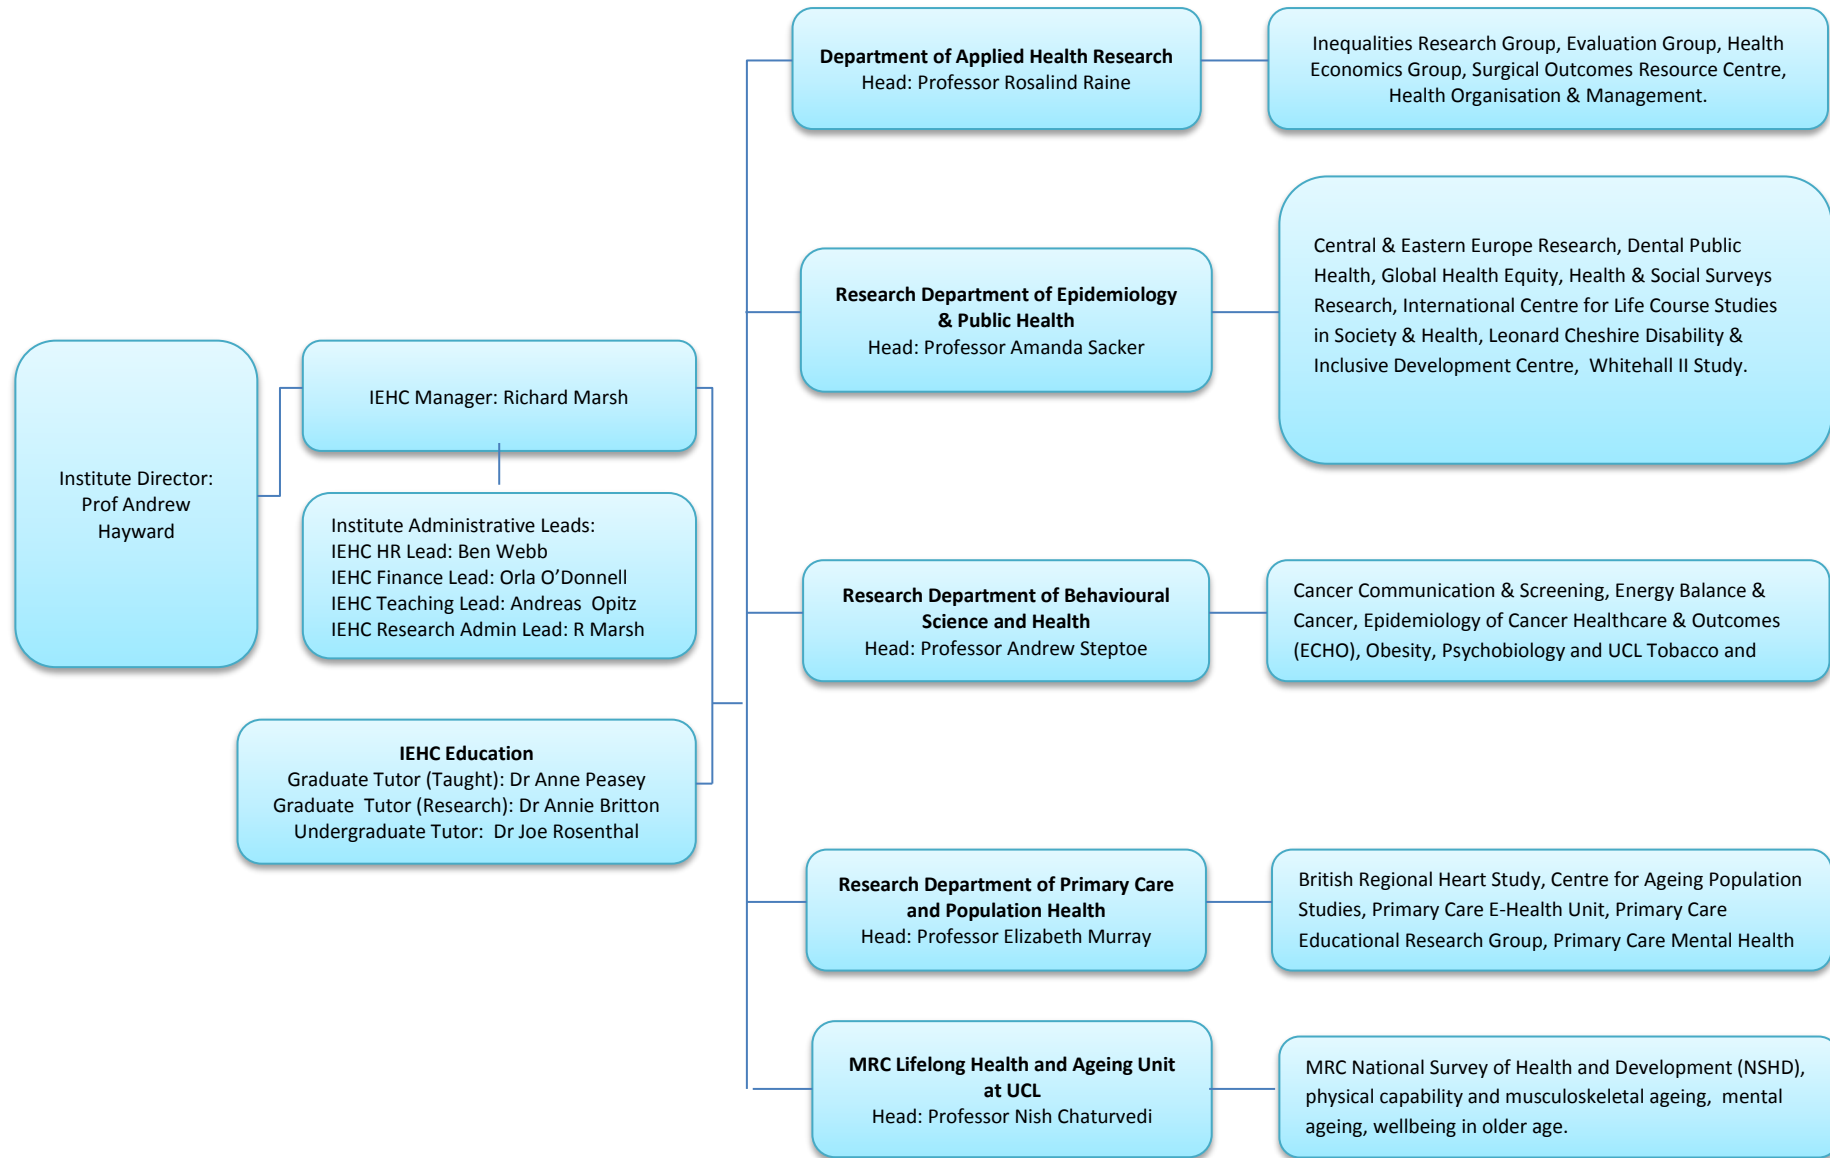 Institute Director:
Prof Andrew
Hayward
IEHC Manager: Richard Marsh
Institute Administrative Leads:
IEHC HR Lead: Ben Webb
IEHC Finance Lead: Orla O’Donnell
IEHC Teaching Lead: Andreas Opitz
IEHC Research Admin Lead: R Marsh
IEHC Education
Graduate Tutor (Taught): Dr Anne Peasey
Graduate Tutor (Research): Dr Annie Britton
Undergraduate Tutor: Dr Joe Rosenthal
Department of Applied Health Research
Head: Professor Rosalind Raine
Inequalities Research Group, Evaluation Group, Health
Economics Group, Surgical Outcomes Resource Centre,
Health Organisation & Management.
Research Department of Epidemiology
& Public Health
Head: Professor Amanda Sacker
Central & Eastern Europe Research, Dental Public
Health, Global Health Equity, Health & Social Surveys
Research, International Centre for Life Course Studies
in Society & Health, Leonard Cheshire Disability &
Inclusive Development Centre, Whitehall II Study.
Research Department of Behavioural
Science and Health
Head: Professor Andrew Steptoe
Cancer Communication & Screening, Energy Balance &
Cancer, Epidemiology of Cancer Healthcare & Outcomes
(ECHO), Obesity, Psychobiology and UCL Tobacco and
Research Department of Primary Care
and Population Health
Head: Professor Elizabeth Murray
British Regional Heart Study, Centre for Ageing Population
Studies, Primary Care E-Health Unit, Primary Care
Educational Research Group, Primary Care Mental Health
MRC Lifelong Health and Ageing Unit
at UCL
Head: Professor Nish Chaturvedi
MRC National Survey of Health and Development (NSHD),
physical capability and musculoskeletal ageing, mental
ageing, wellbeing in older age.